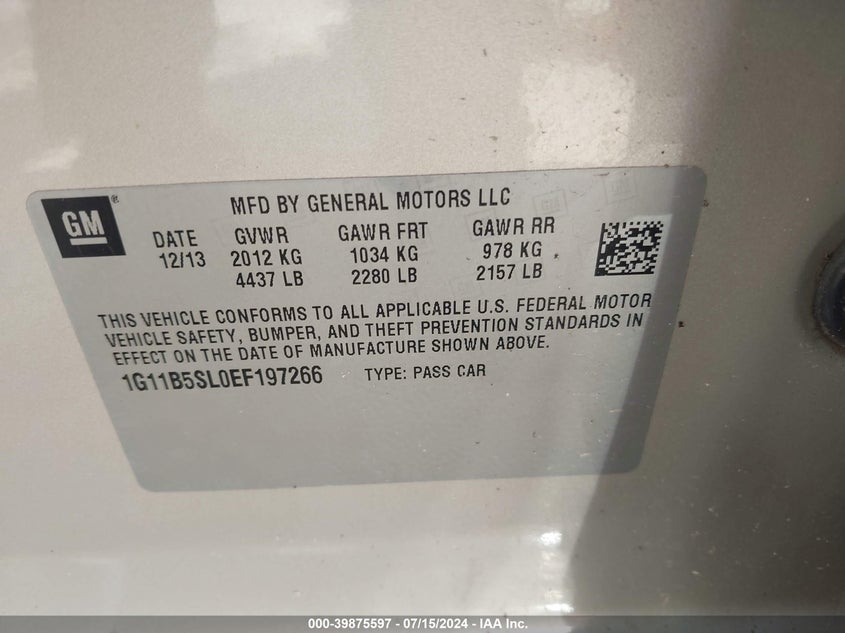 GM®
MFD BY GENERAL MOTORS LLC
DATE GVWR GAWR FRT GAWR RR
12/13 2012 KG 1034 KG 978 KG
4437 LB 2280 LB 2157 LB
THIS VEHICLE CONFORMS TO ALL APPLICABLE U.S. FEDERAL MOTOR
VEHICLE SAFETY, BUMPER, AND THEFT PREVENTION STANDARDS IN
EFFECT ON THE DATE OF MANUFACTURE SHOWN ABOVE.
1G11B5SL0EF197266 TYPE: PASS CAR
000-39875597 - 07/15/2024 - IAA Inc.